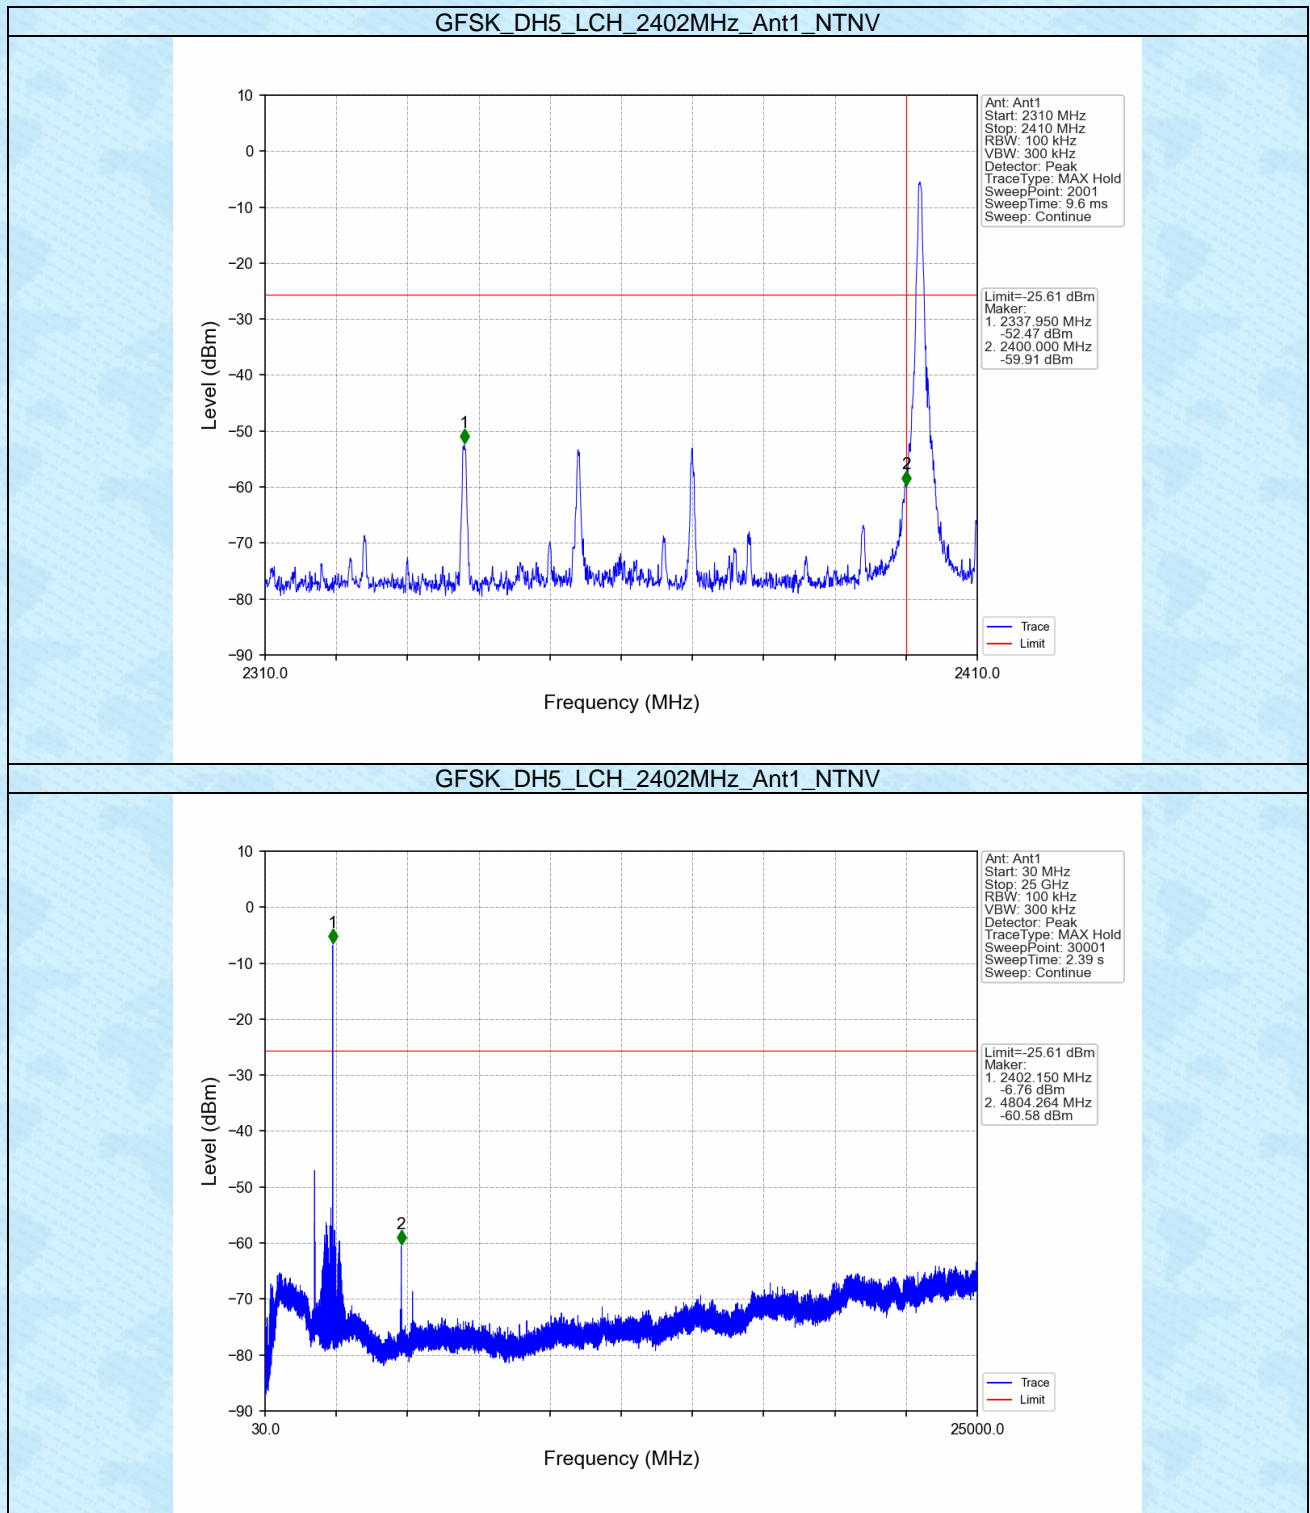 GFSK_DH5_LCH_2402MHz_Ant1_NTNV
10
0
−10
−20
−30
−40
−50
−60
−70
−80
−90
Level (dBm)
1
2
2310.0
2410.0
Frequency (MHz)
Ant: Ant1
Start: 2310 MHz
Stop: 2410 MHz
RBW: 100 kHz
VBW: 300 kHz
Detector: Peak
TraceType: MAX Hold
SweepPoint: 2001
SweepTime: 9.6 ms
Sweep: Continue
Limit=-25.61 dBm
Maker:
1. 2337.950 MHz
-52.47 dBm
2. 2400.000 MHz
-59.91 dBm
Trace
Limit
GFSK_DH5_LCH_2402MHz_Ant1_NTNV
10
0
−10
−20
−30
−40
−50
−60
−70
−80
−90
Level (dBm)
1
2
30.0
25000.0
Frequency (MHz)
Ant: Ant1
Start: 30 MHz
Stop: 25 GHz
RBW: 100 kHz
VBW: 300 kHz
Detector: Peak
TraceType: MAX Hold
SweepPoint: 30001
SweepTime: 2.39 s
Sweep: Continue
Limit=-25.61 dBm
Maker:
1. 2402.150 MHz
-6.76 dBm
2. 4804.264 MHz
-60.58 dBm
Trace
Limit